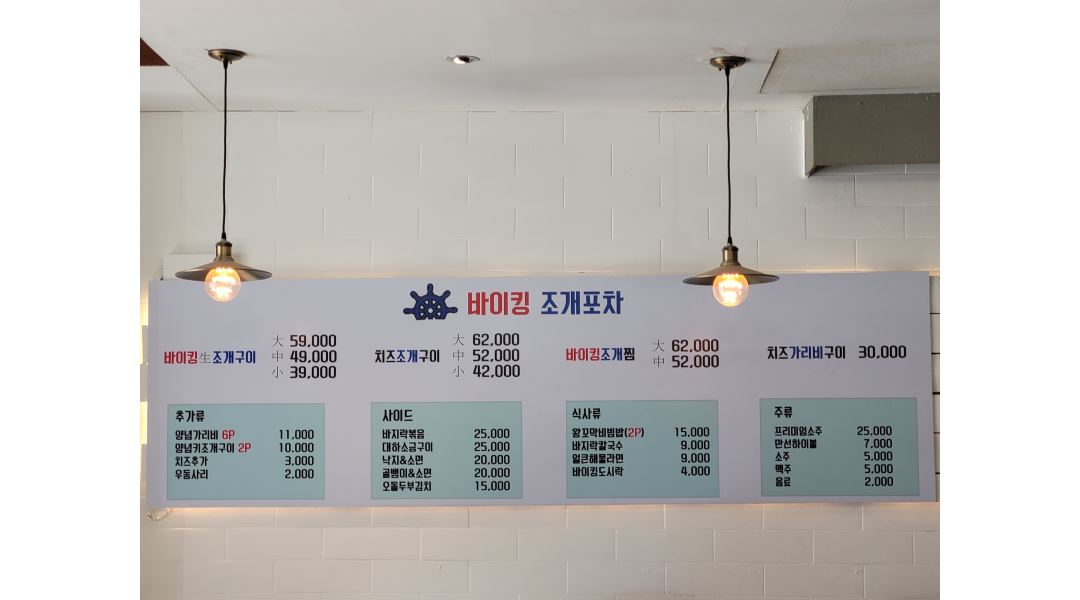 바이킹 조개포차
바이킹生조개구이 大 59,000
中 49,000
小 39,000
치즈조개구이 大 62,000
中 52,000
小 42,000
바이킹조개찜 大 62,000
中 52,000
치즈가리비구이 30,000
추가류
양념가리비 6P 11,000
양념키조개구이 2P 10,000
치즈추가 3,000
우동사리 2,000
사이드
바지락볶음 25,000
대하소금구이 25,000
낙지&소면 20,000
골뱅이&소면 20,000
오돌두부김치 15,000
식사류
왕꼬막비빔밥(2P) 15,000
바지락칼국수 9,000
얼큰해물라면 9,000
바이킹도시락 4,000
주류
프리미엄소주 25,000
만선하이볼 7,000
소주 5,000
맥주 5,000
음료 2,000